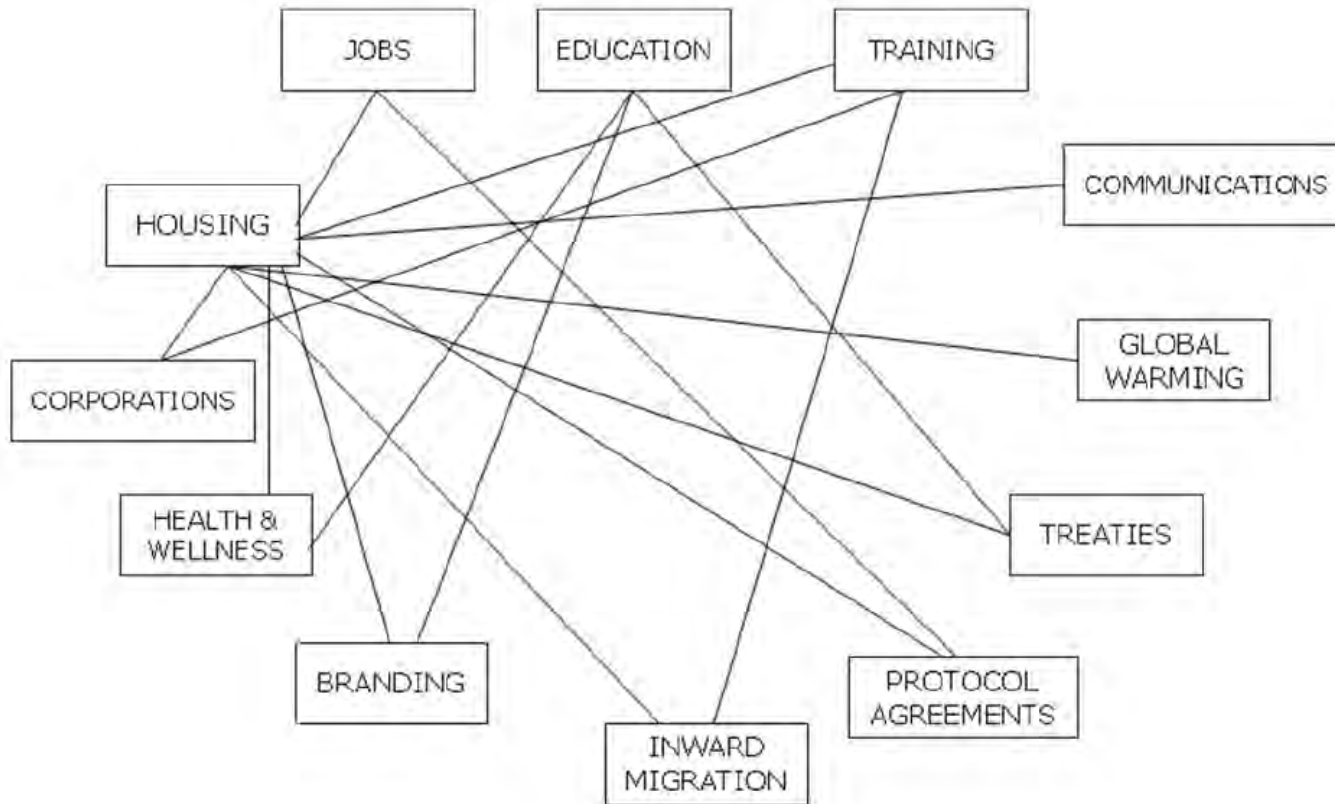 JOBS
EDUCATION
TRAINING
COMMUNICATIONS
HOUSING
GLOBAL
WARMING
CORPORATIONS
HEALTH &
WELLNESS
TREATIES
BRANDING
PROTOCOL
AGREEMENTS
INWARD
MIGRATION